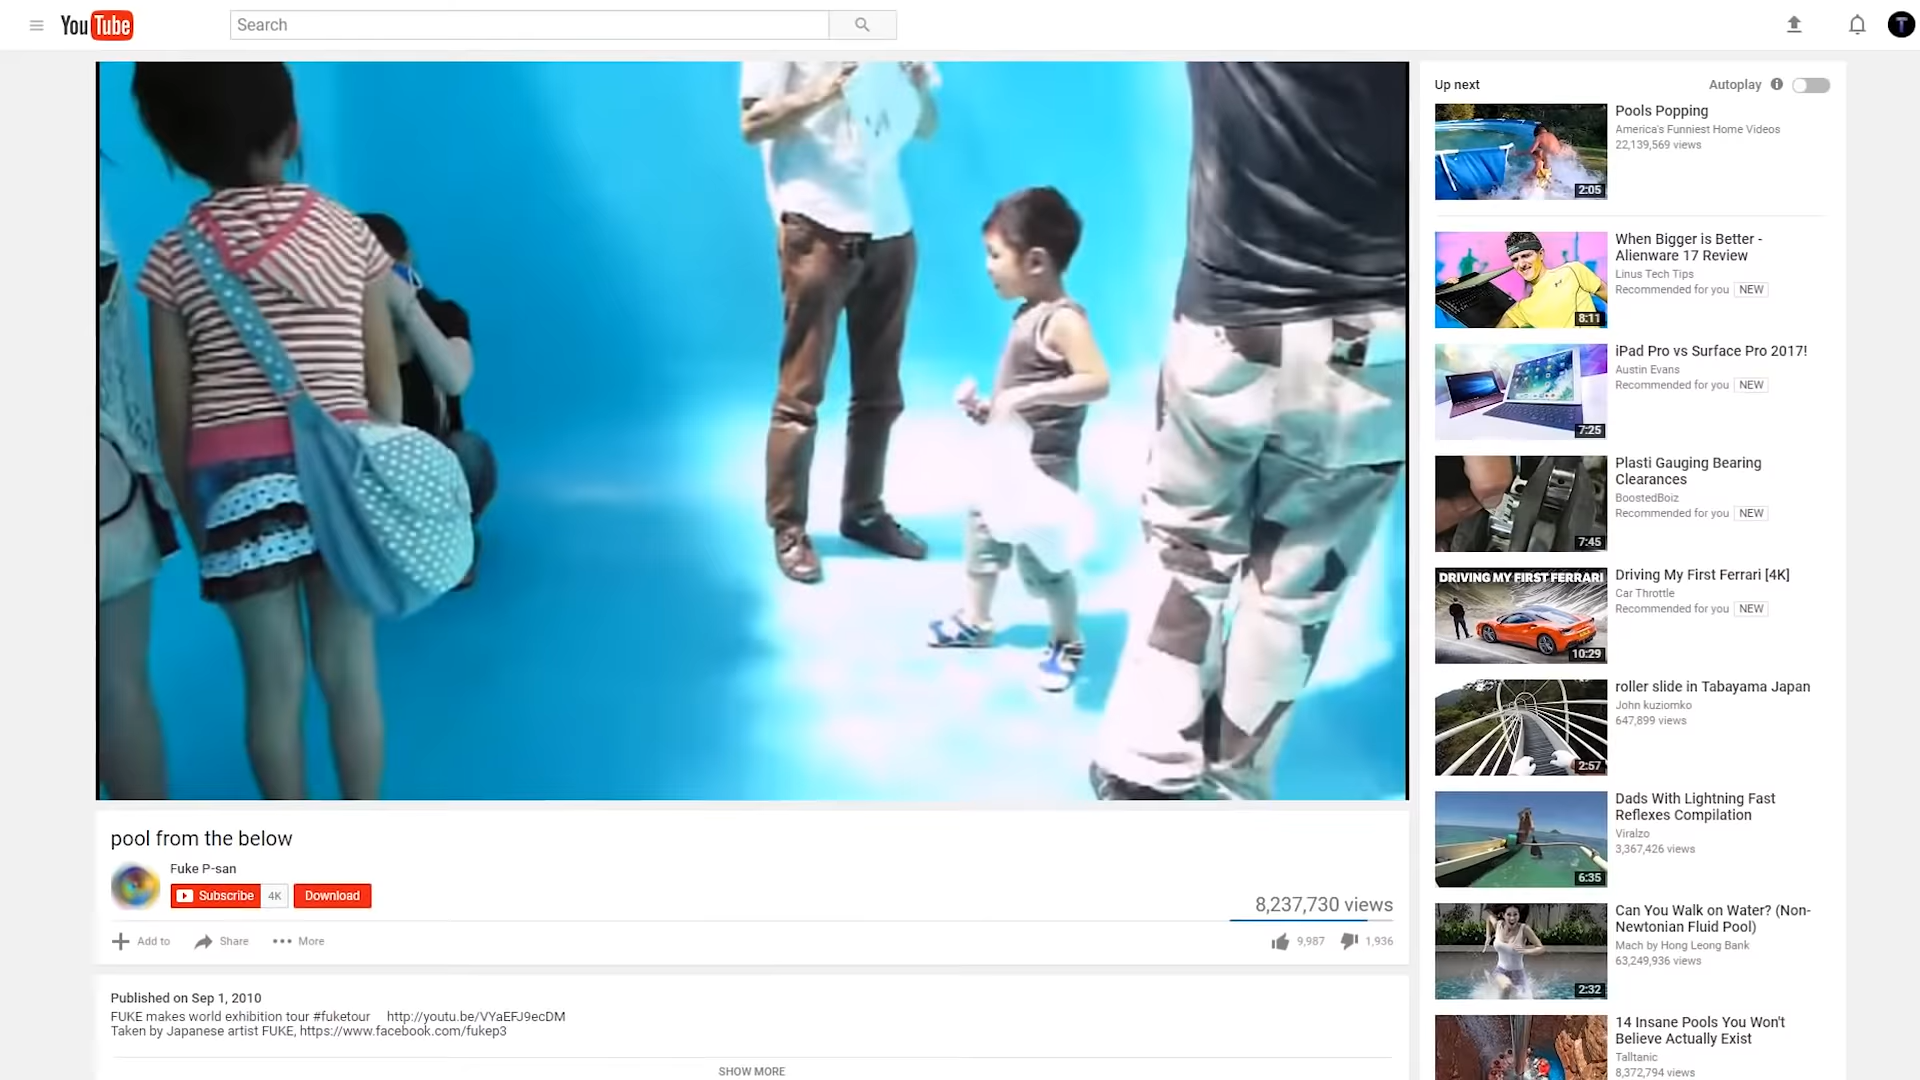 YouTube
Search
T
Up next
Autoplay
Pools Popping
America's Funniest Home Videos
22,139,569 views
2:05
When Bigger is Better -
Alienware 17 Review
Linus Tech Tips
Recommended for you NEW
8:11
iPad Pro vs Surface Pro 2017!
Austin Evans
Recommended for you NEW
7:25
Plasti Gauging Bearing
Clearances
BoostedBoiz
Recommended for you NEW
7:45
DRIVING MY FIRST FERRARI
Driving My First Ferrari [4K]
Car Throttle
Recommended for you NEW
10:29
roller slide in Tabayama Japan
John kuziomko
647,899 views
2:57
Dads With Lightning Fast
Reflexes Compilation
Viralzo
3,367,426 views
6:35
Can You Walk on Water? (Non-
Newtonian Fluid Pool)
Mach by Hong Leong Bank
63,249,936 views
2:32
14 Insane Pools You Won't
Believe Actually Exist
Talltanic
8,372,794 views
pool from the below
Fuke P-san
Subscribe 4K Download
8,237,730 views
Add to Share More
9,987 1,936
Published on Sep 1, 2010
FUKE makes world exhibition tour #fuketour http://youtu.be/VYaEFJ9ecDM
Taken by Japanese artist FUKE, https://www.facebook.com/fukep3
SHOW MORE